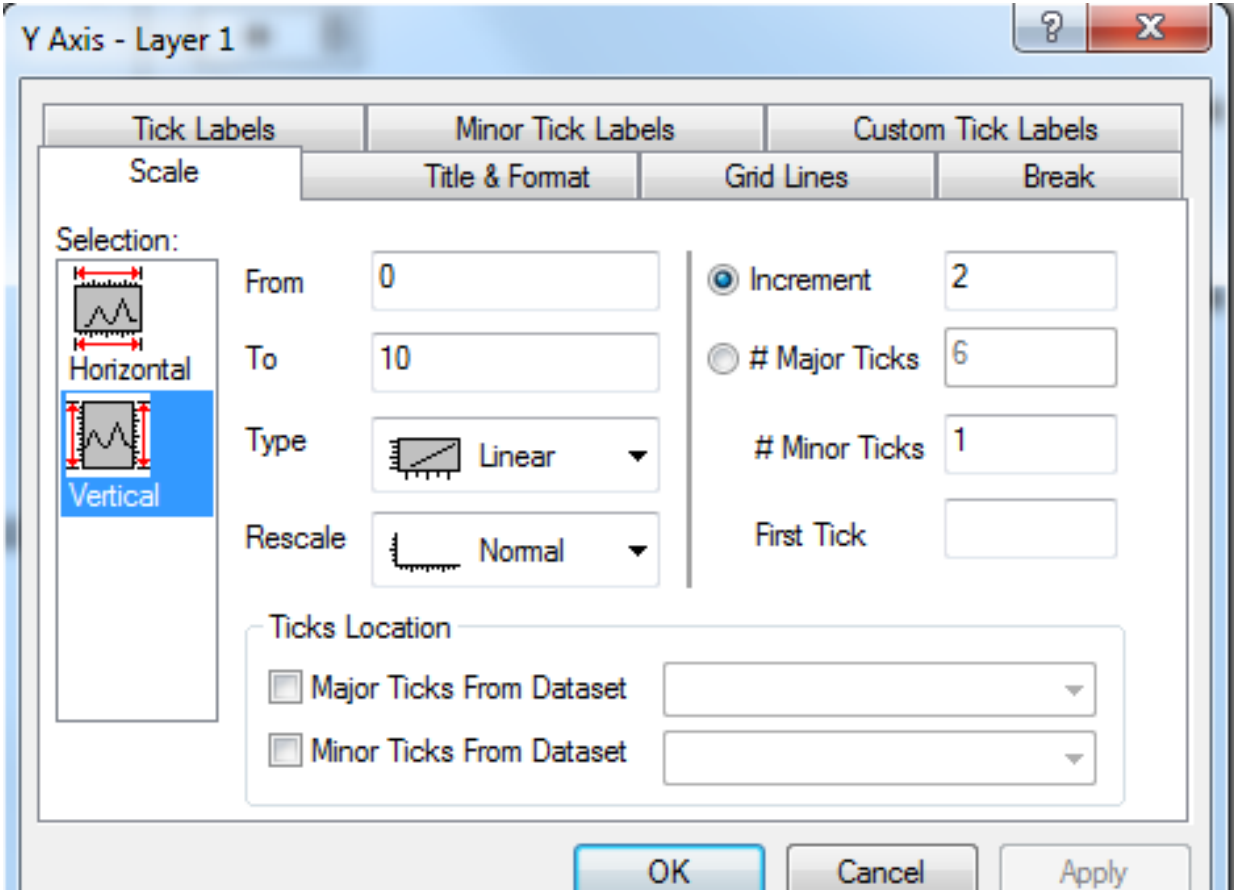 Y Axis - Layer 1
Tick Labels
Minor Tick Labels
Custom Tick Labels
Scale
Title & Format
Grid Lines
Break
Selection:
Horizontal
Vertical
From
0
To
10
Type
Linear
Rescale
Normal
Increment
2
# Major Ticks
6
# Minor Ticks
1
First Tick
Ticks Location
Major Ticks From Dataset
Minor Ticks From Dataset
OK
Cancel
Apply